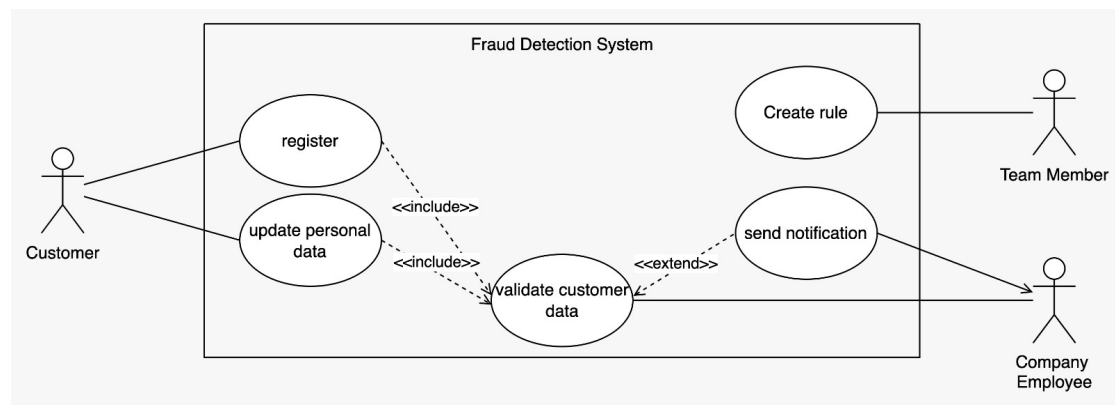 Fraud Detection System
register
Create rule
Team Member
<<include>>
Customer
update personal
data
send notification
<<include>>
<<extend>>
validate customer
data
Company
Employee